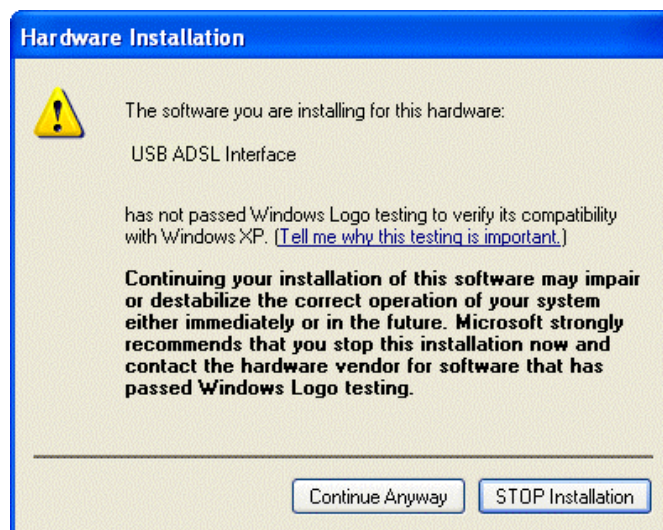 Hardware Installation
The software you are installing for this hardware:
USB ADSL Interface
has not passed Windows Logo testing to verify its compatibility
with Windows XP. (Tell me why this testing is important.)
Continuing your installation of this software may impair
or destabilize the correct operation of your system
either immediately or in the future. Microsoft strongly
recommends that you stop this installation now and
contact the hardware vendor for software that has
passed Windows Logo testing.
Continue Anyway
STOP Installation